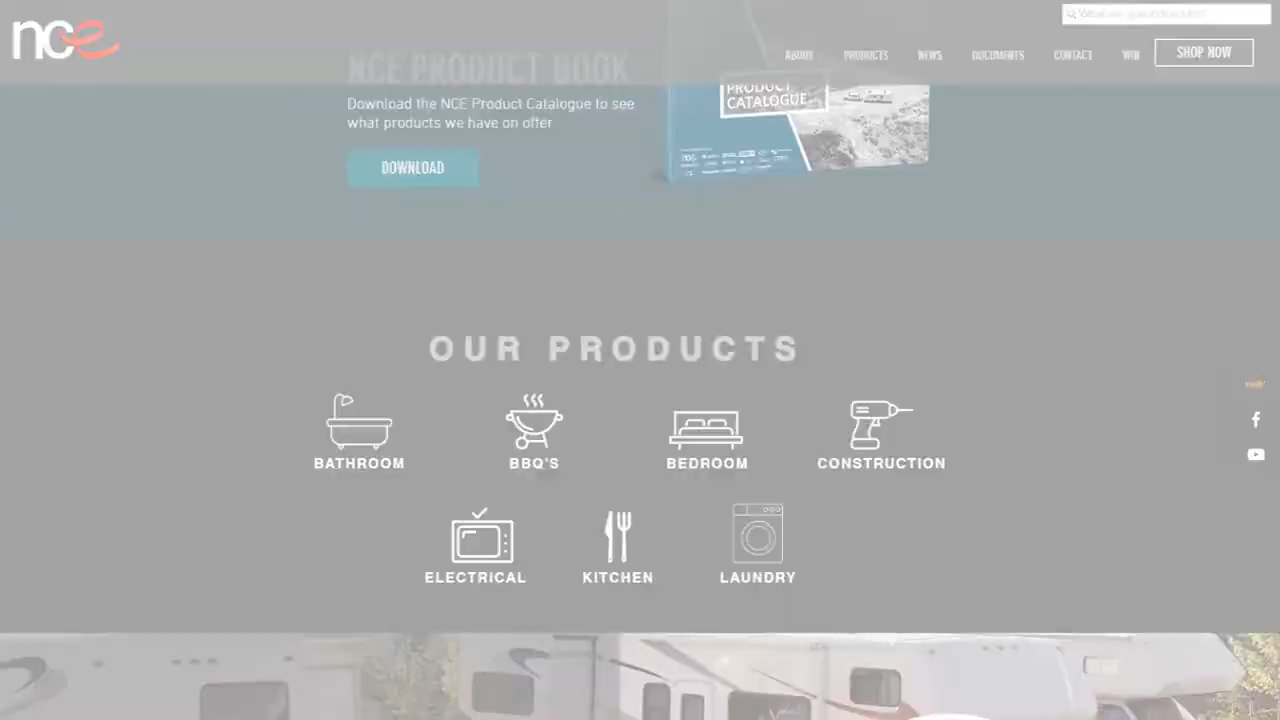 nce
ABOUT PRODUCTS NEWS DOCUMENTS CONTACT WIN SHOP NOW
NCE PRODUCT BOOK
Download the NCE Product Catalogue to see
what products we have on offer
DOWNLOAD
PRODUCT
CATALOGUE
OUR PRODUCTS
BATHROOM BBQ'S BEDROOM CONSTRUCTION
ELECTRICAL KITCHEN LAUNDRY